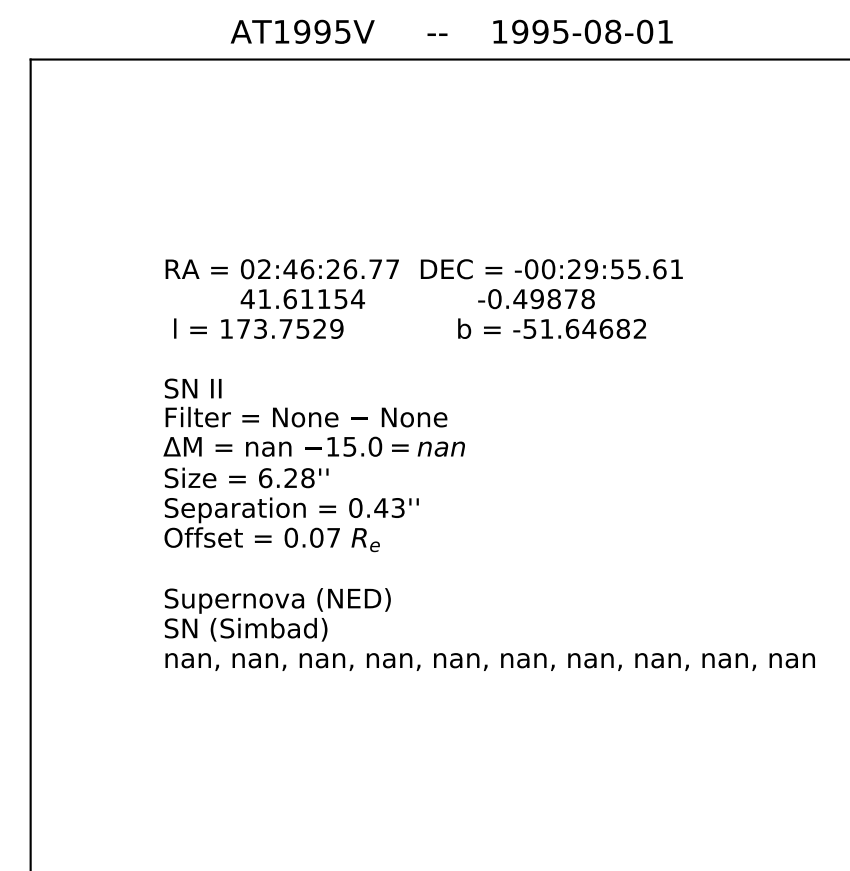 AT1995V -- 1995-08-01
RA = 02:46:26.77 DEC = -00:29:55.61
41.61154 -0.49878
l = 173.7529 b = -51.64682
SN II
Filter = None − None
ΔM = nan −15.0 = nan
Size = 6.28''
Separation = 0.43''
Offset = 0.07 Rₑ
Supernova (NED)
SN (Simbad)
nan, nan, nan, nan, nan, nan, nan, nan, nan, nan